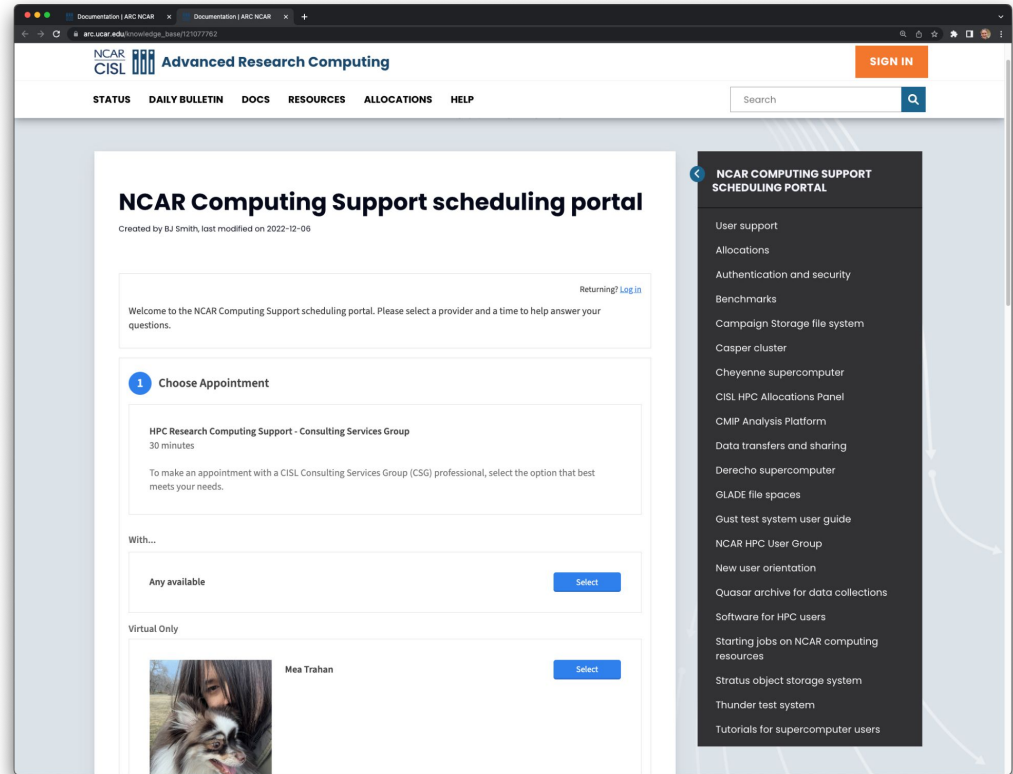 Documentation | ARC NCAR
Documentation | ARC NCAR
arc.ucar.edu/knowledge_base/121077762
NCAR
CISL
Advanced Research Computing
SIGN IN
STATUS DAILY BULLETIN DOCS RESOURCES ALLOCATIONS HELP
Search
NCAR Computing Support scheduling portal
Created by BJ Smith, last modified on 2022-12-06
Returning? Log in
Welcome to the NCAR Computing Support scheduling portal. Please select a provider and a time to help answer your
questions.
1 Choose Appointment
HPC Research Computing Support - Consulting Services Group
30 minutes
To make an appointment with a CISL Consulting Services Group (CSG) professional, select the option that best
meets your needs.
With...
Any available
Select
Virtual Only
Mea Trahan
Select
NCAR COMPUTING SUPPORT
SCHEDULING PORTAL
User support
Allocations
Authentication and security
Benchmarks
Campaign Storage file system
Casper cluster
Cheyenne supercomputer
CISL HPC Allocations Panel
CMIP Analysis Platform
Data transfers and sharing
Derecho supercomputer
GLADE file spaces
Gust test system user guide
NCAR HPC User Group
New user orientation
Quasar archive for data collections
Software for HPC users
Starting jobs on NCAR computing
resources
Stratus object storage system
Thunder test system
Tutorials for supercomputer users